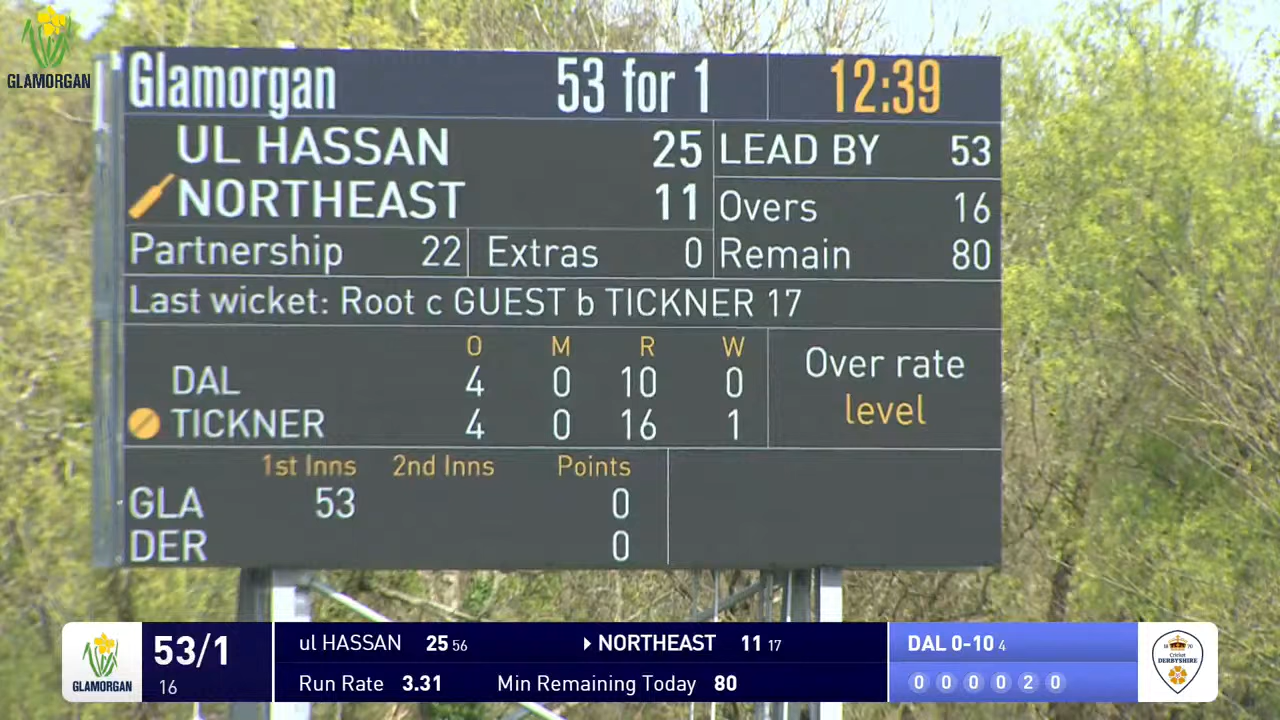 GLAMORGAN
Glamorgan 53 for 1 12:39
UL HASSAN 25 LEAD BY 53
NORTHEAST 11 Overs 16
Partnership 22 Extras 0 Remain 80
Last wicket: Root c GUEST b TICKNER 17
O M R W
DAL 4 0 10 0 Over rate
TICKNER 4 0 16 1 level
1st Inns 2nd Inns Points
GLA 53 0
DER 0
GLAMORGAN
53/1
16
ul HASSAN 25 56 NORTHEAST 11 17
Run Rate 3.31 Min Remaining Today 80
DAL 0-10 4
0 0 0 0 2 0
DERBYSHIRE